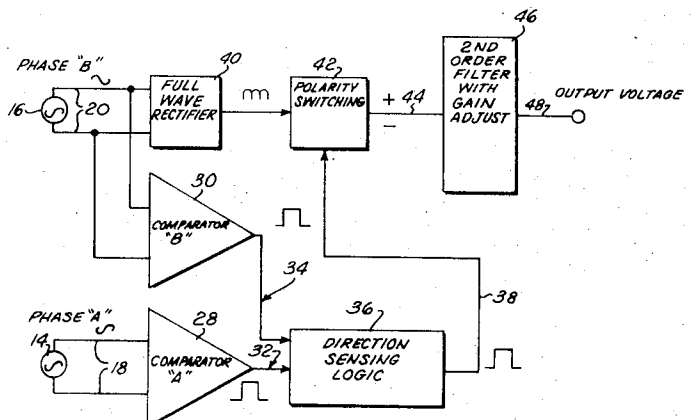 46
2ND
ORDER
FILTER
WITH
GAIN
ADJUST
40
42
PHASE "B"
FULL
WAVE
RECTIFIER
POLARITY
SWITCHING
+
44
−
48
OUTPUT VOLTAGE
16
20
30
COMPARATOR
"B"
34
38
PHASE "A"
28
36
14
18
COMPARATOR
"A"
32
DIRECTION
SENSING
LOGIC